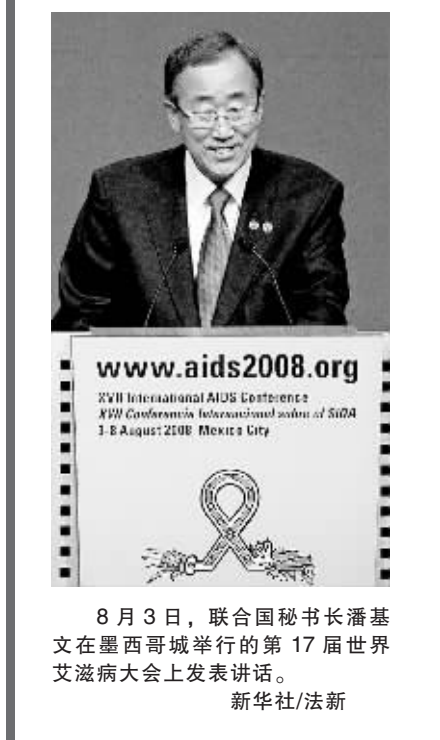 www.aids2008.org
XVII International AIDS Conference
XVII Conferencia Internacional sobre el SIDA
3-8 August 2008 Mexico City
8 月 3 日，联合国秘书长潘基
文在墨西哥城举行的第 17 届世界
艾滋病大会上发表讲话。
新华社/法新